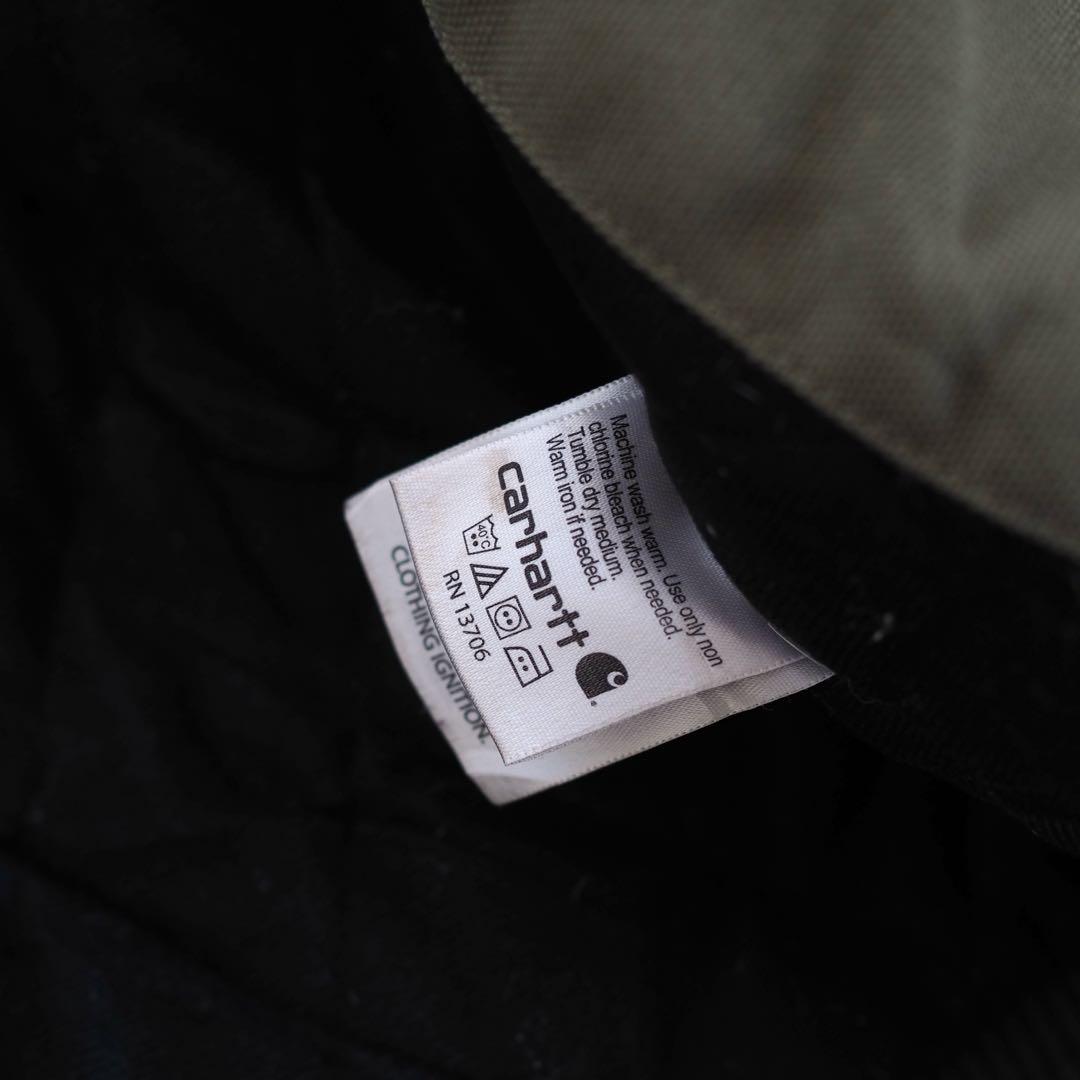 Machine wash warm. Use only non
chlorine bleach when needed.
Tumble dry medium.
Warm iron if needed.
carhartt
®
40°C
RN 13706
CLOTHING IGNITION.